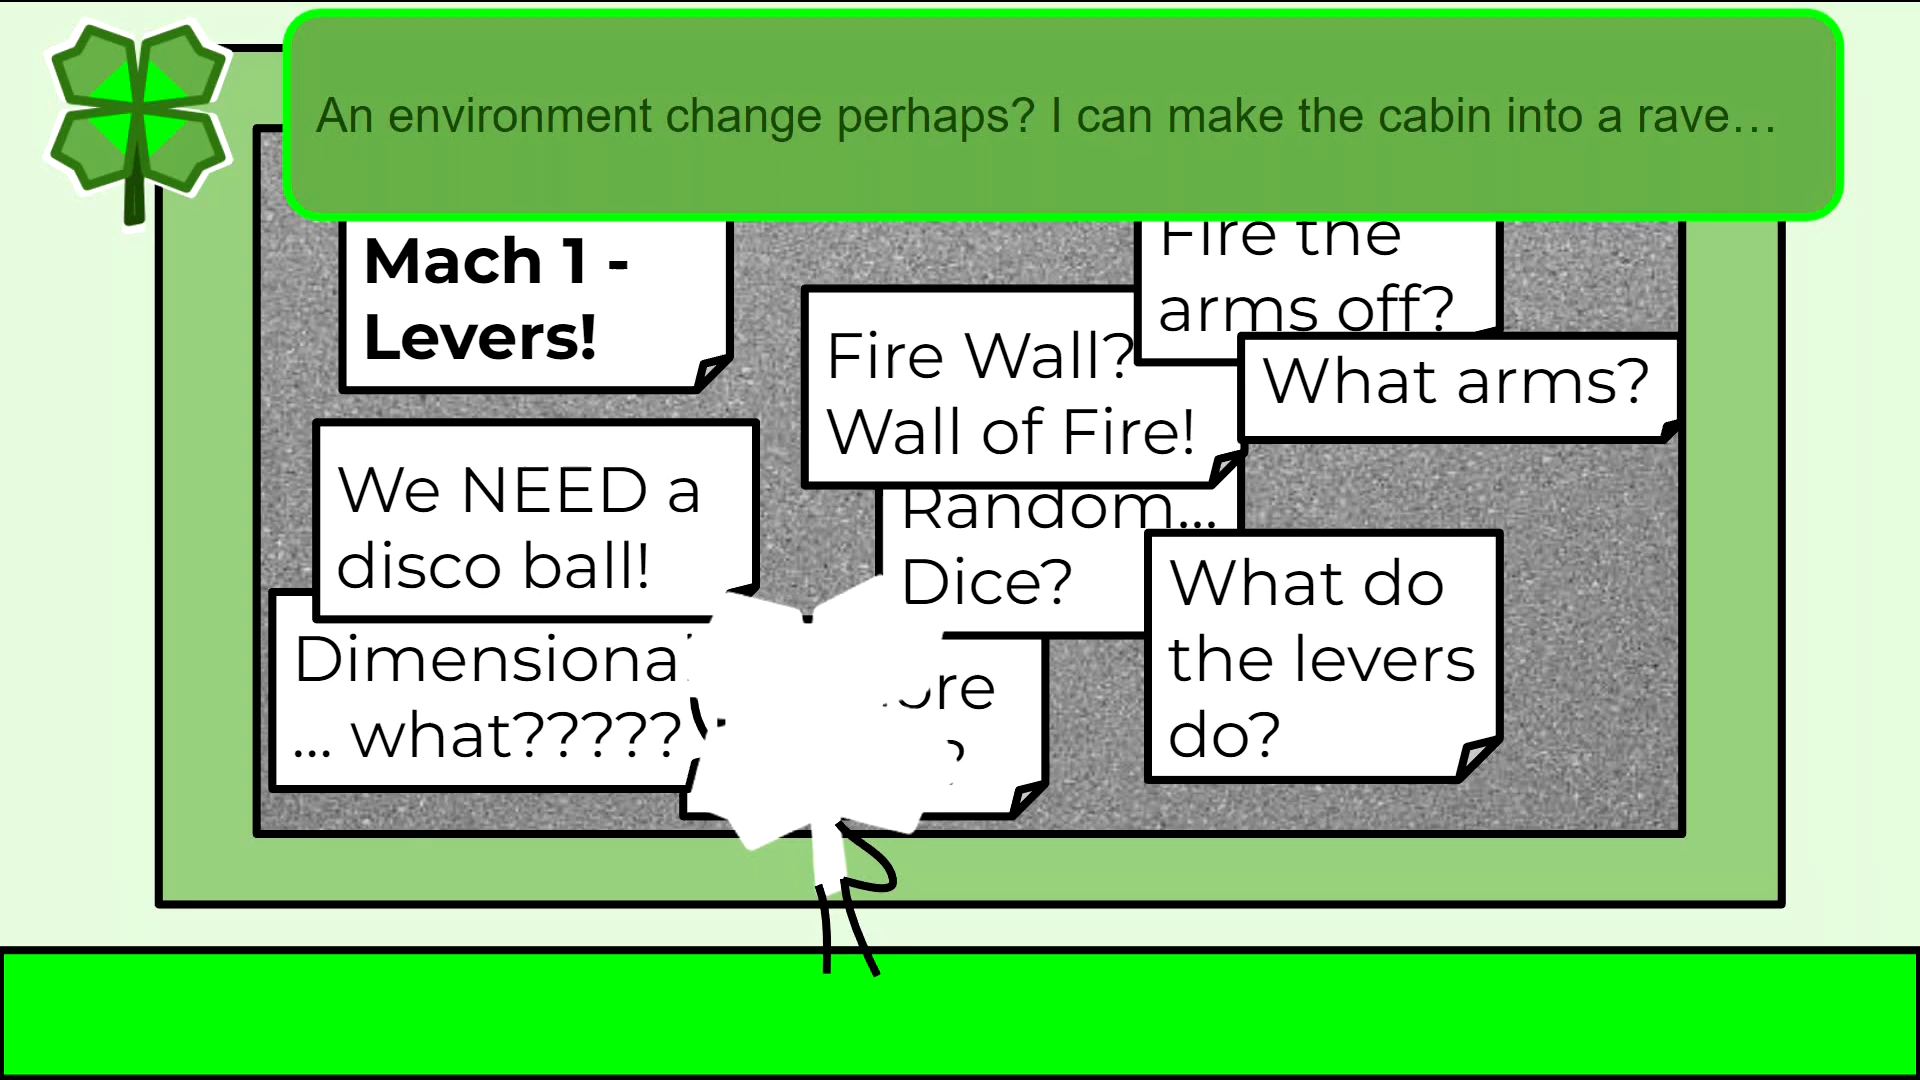 An environment change perhaps? I can make the cabin into a rave…
Mach 1 -
Levers!
Fire the
arms off?
Fire Wall?
Wall of Fire!
What arms?
We NEED a
disco ball!
Random...
Dice?
What do
the levers
do?
... what?????